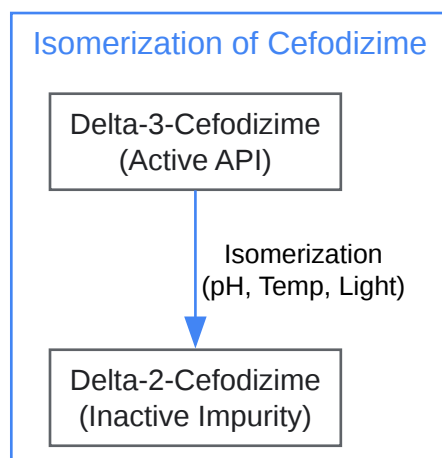 Isomerization of Cefodizime
Delta-3-Cefodizime
(Active API)
Isomerization
(pH, Temp, Light)
Delta-2-Cefodizime
(Inactive Impurity)